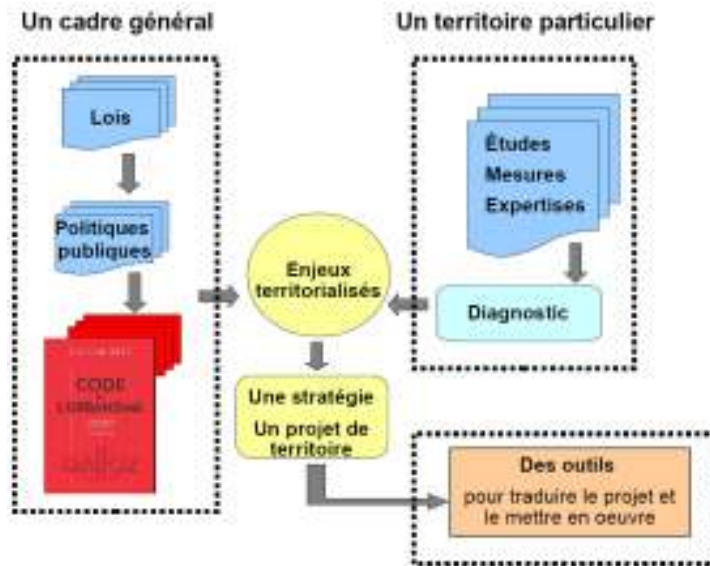 Un cadre général
Un territoire particulier
Lois
Politiques
publiques
CODE
L'URBANISME
DALLOZ
Études
Mesures
Expertises
Diagnostic
Enjeux
territorialisés
Une stratégie
Un projet de
territoire
Des outils
pour traduire le projet et
le mettre en oeuvre